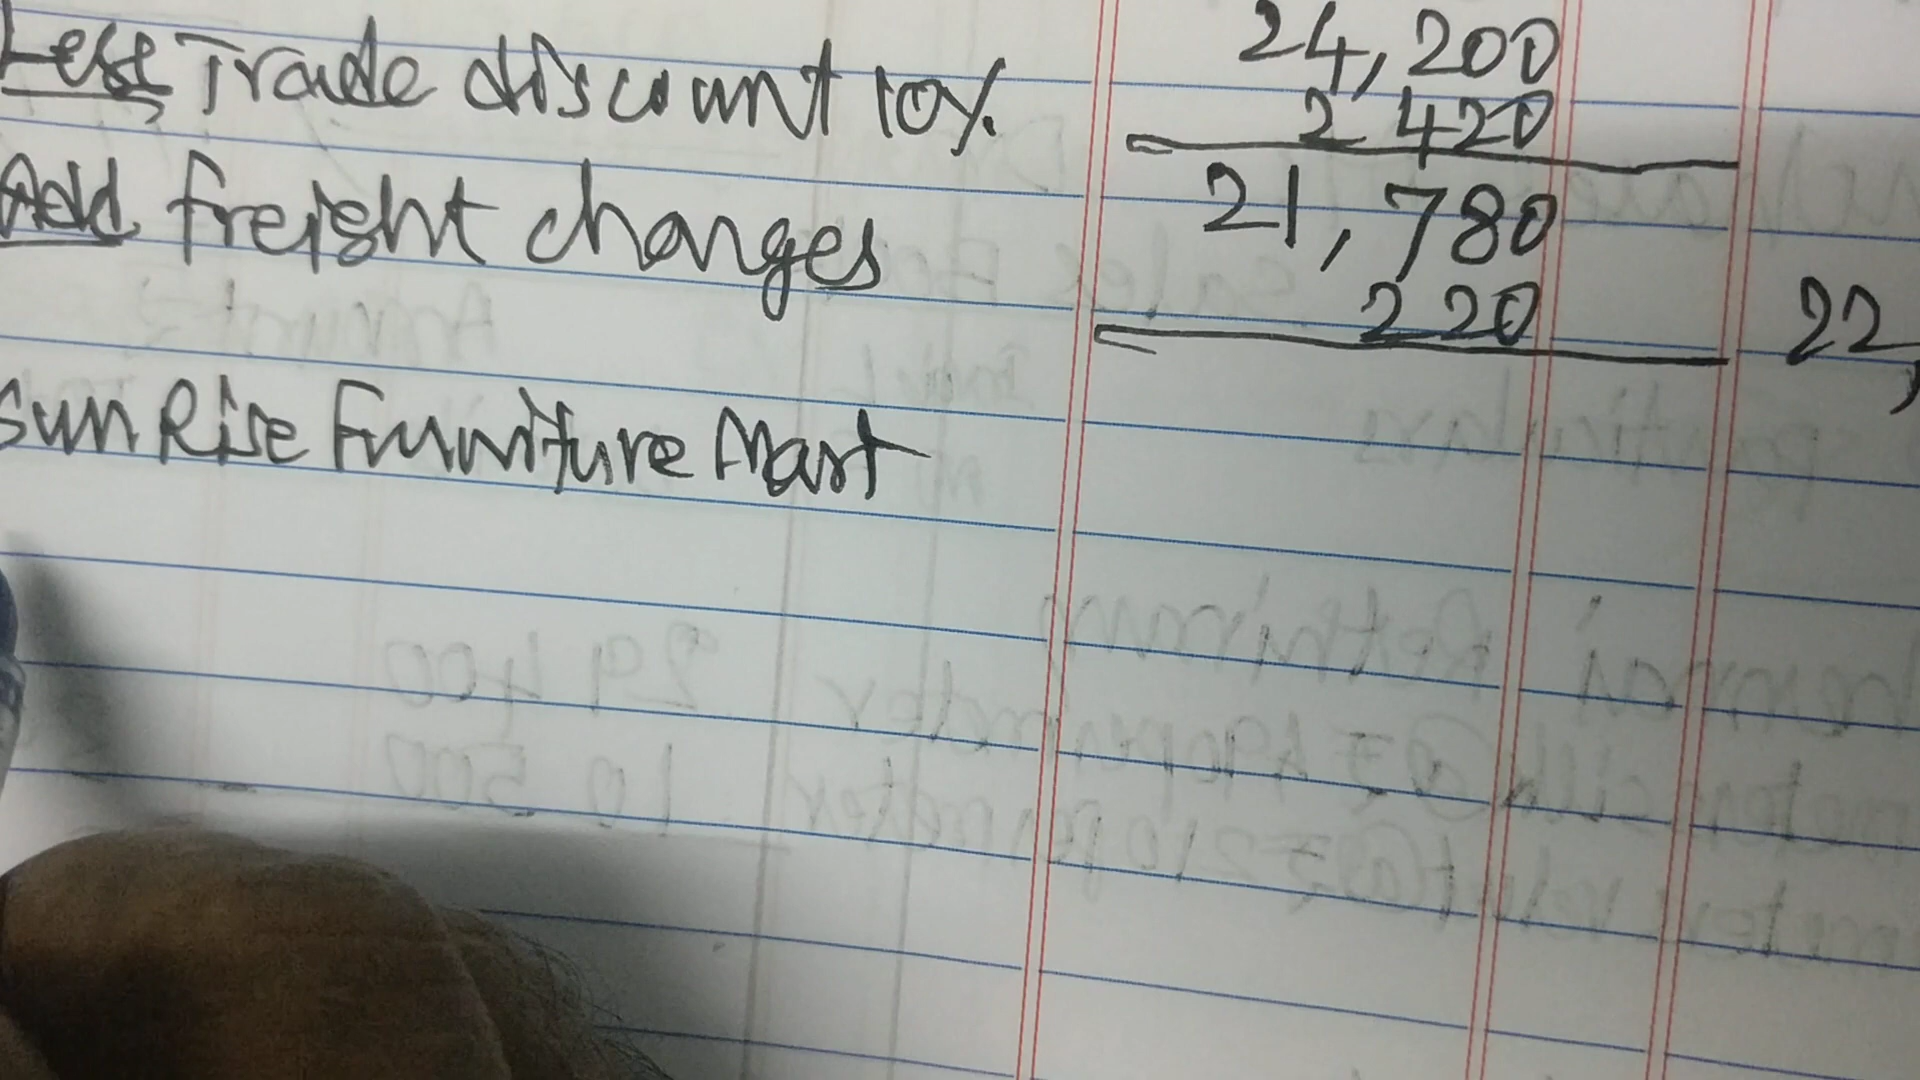 24,200
Less Trade discount 10% 2 420
21,780
Add freight charges 220 22,
Sun Rise Furniture Mart